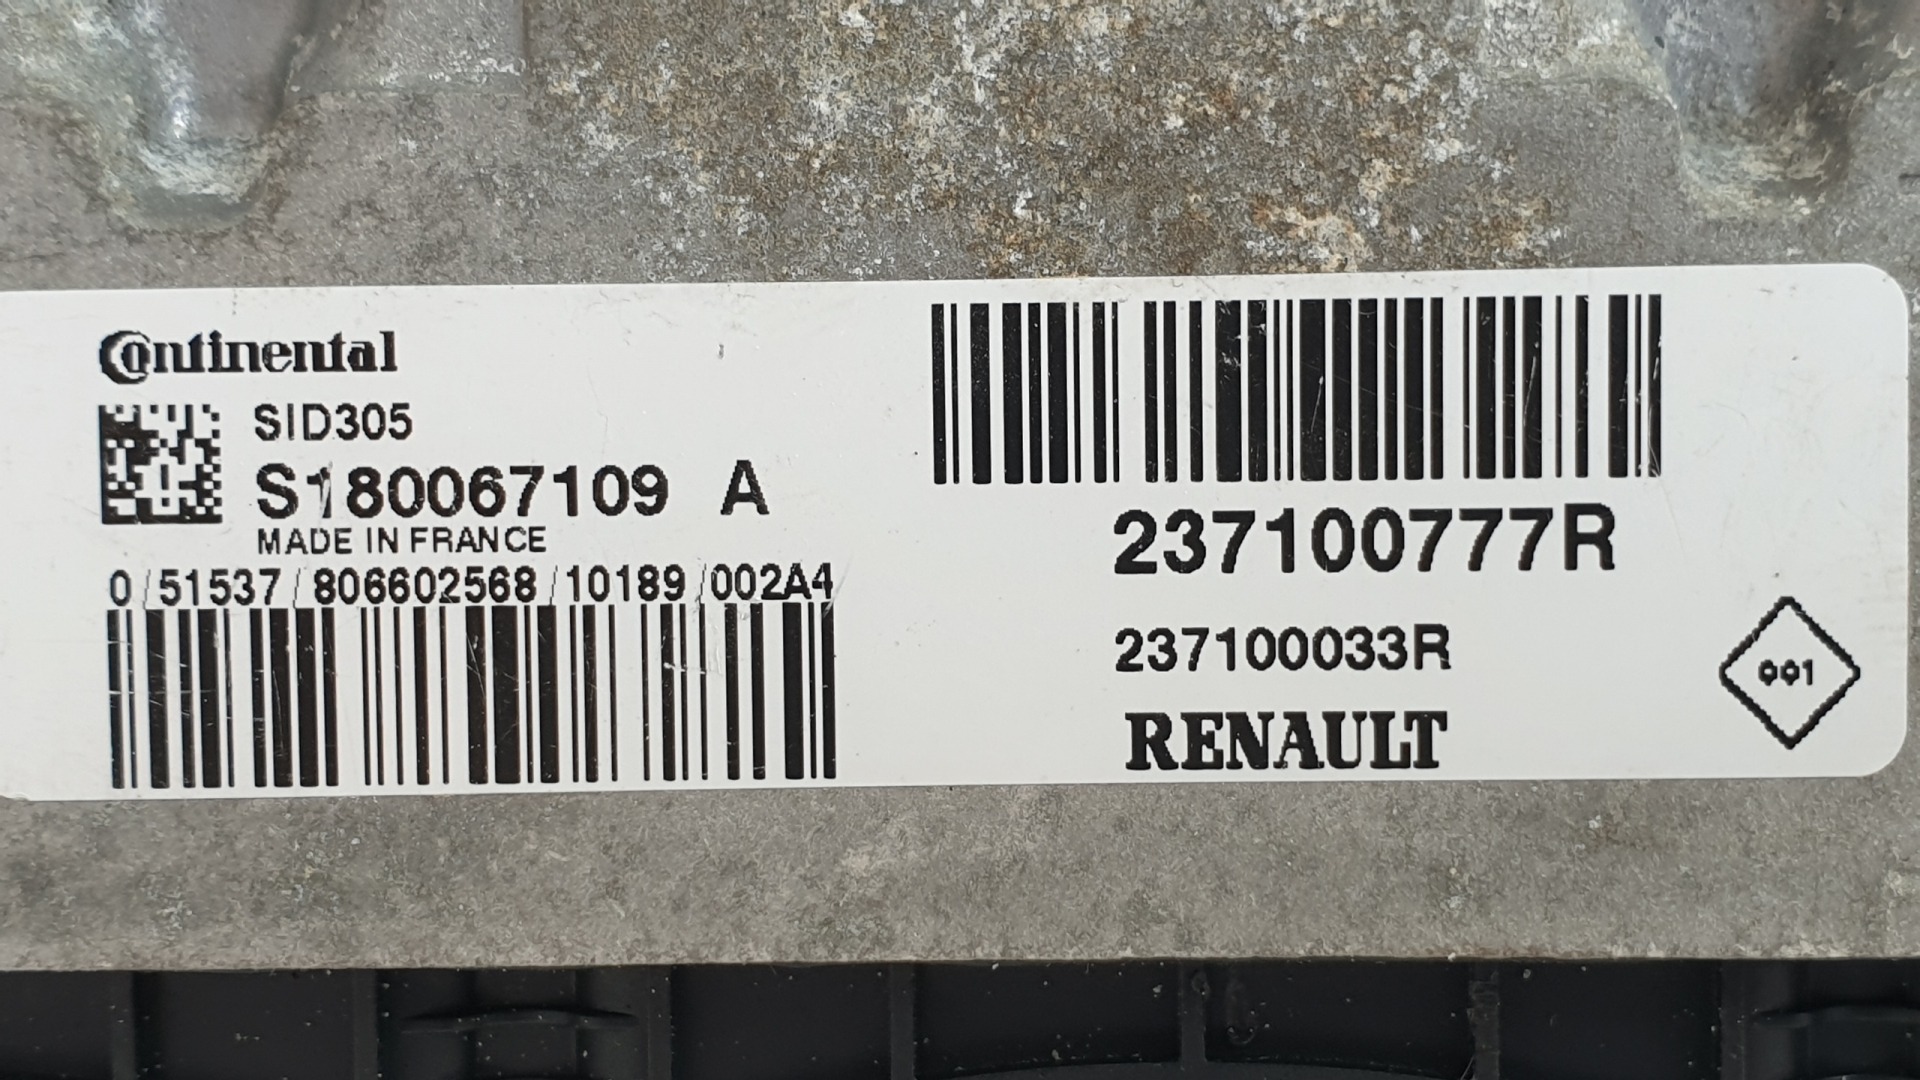 Continental
SID305
S180067109 A
MADE IN FRANCE
0/51537/806602568/10189/002A4
237100777R
237100033R
RENAULT
001